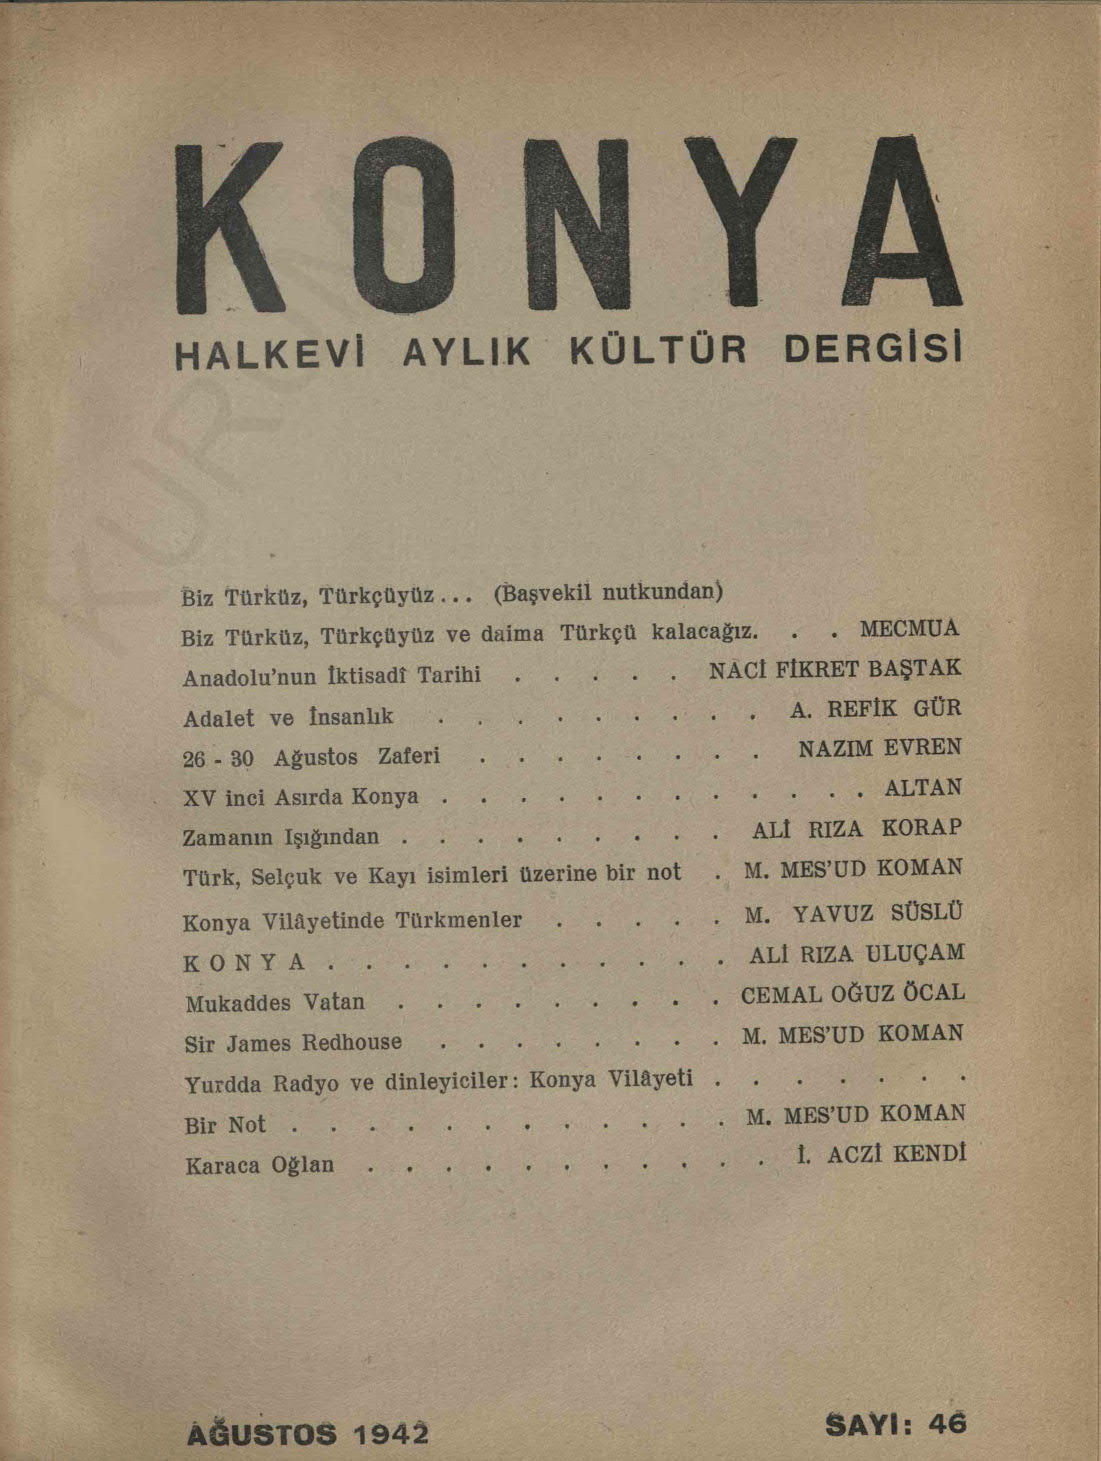 KONYA
HALKEVİ AYLIK KÜLTÜR DERGİSİ
Biz Türküz, Türkçüyüz... (Başvekil nutkundan)
Biz Türküz, Türkçüyüz ve daima Türkçü kalacağız. . . MECMUA
Anadolu'nun İktisadî Tarihi . . . . . NACİ FİKRET BAŞTAK
Adalet ve İnsanlık . . . . . . . . . A. REFİK GÜR
26 - 30 Ağustos Zaferi . . . . . . . . NAZIM EVREN
XV inci Asırda Konya . . . . . . . . . . . . ALTAN
Zamanın Işığından . . . . . . . . . ALİ RIZA KORAP
Türk, Selçuk ve Kayı isimleri üzerine bir not . M. MES'UD KOMAN
Konya Vilâyetinde Türkmenler . . . . . M. YAVUZ SÜSLÜ
KONYA . . . . . . . . . . . ALİ RIZA ULUÇAM
Mukaddes Vatan . . . . . . . . . CEMAL OĞUZ ÖCAL
Sir James Redhouse . . . . . . . . M. MES'UD KOMAN
Yurdda Radyo ve dinleyiciler: Konya Vilâyeti . . . . . . .
Bir Not . . . . . . . . . . . . M. MES'UD KOMAN
Karaca Oğlan . . . . . . . . . . . İ. ACZİ KENDİ
AĞUSTOS 1942
SAYI: 46